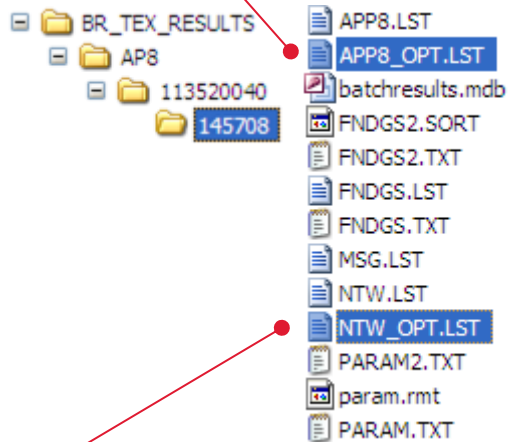 BR_TEX_RESULTS
AP8
113520040
145708
APP8.LST
APP8_OPT.LST
batchresults.mdb
FNDGS2.SORT
FNDGS2.TXT
FNDGS.LST
FNDGS.TXT
MSG.LST
NTW.LST
NTW_OPT.LST
PARAM2.TXT
param.rmt
PARAM.TXT